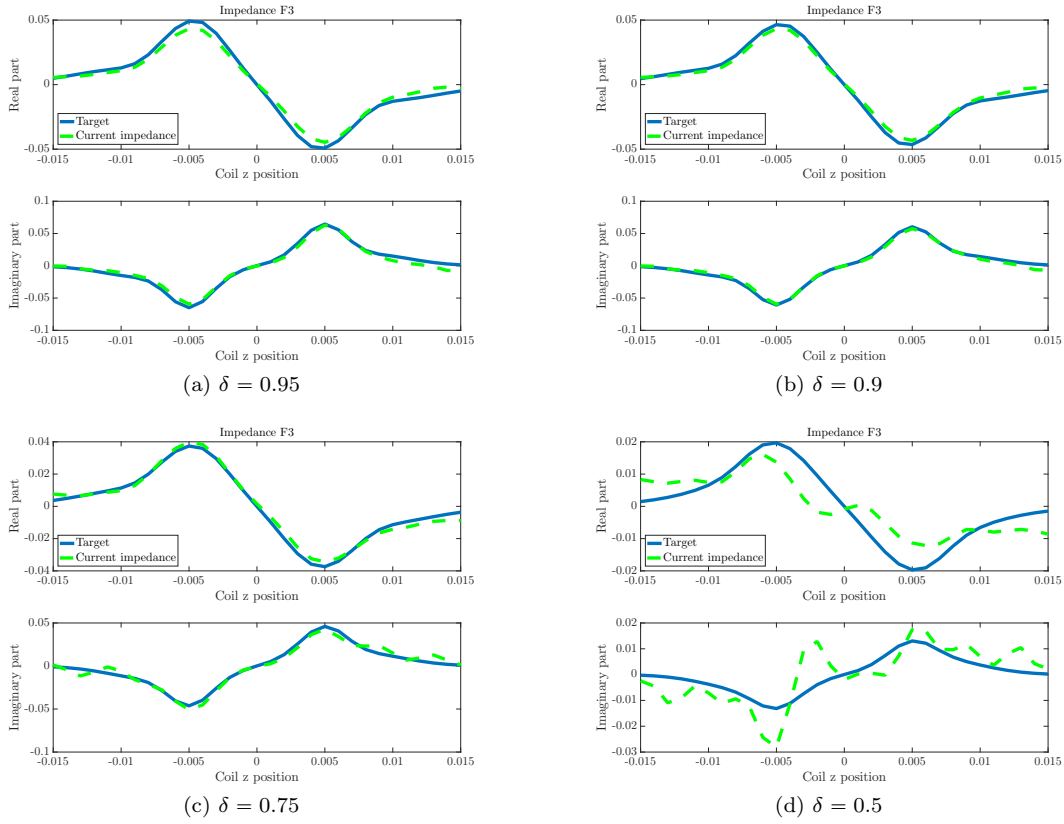 Impedance F3
0.05
0
-0.05
Real part
Target
Current impedance
-0.015 -0.01 -0.005 0 0.005 0.01 0.015
Coil z position
0.1
0.05
0
-0.05
-0.1
Imaginary part
-0.015 -0.01 -0.005 0 0.005 0.01 0.015
Coil z position
(a) δ = 0.95
Impedance F3
0.05
0
-0.05
Real part
Target
Current impedance
-0.015 -0.01 -0.005 0 0.005 0.01 0.015
Coil z position
0.1
0.05
0
-0.05
-0.1
Imaginary part
-0.015 -0.01 -0.005 0 0.005 0.01 0.015
Coil z position
(b) δ = 0.9
Impedance F3
0.04
0.02
0
-0.02
-0.04
Real part
Target
Current impedance
-0.015 -0.01 -0.005 0 0.005 0.01 0.015
Coil z position
0.05
0
-0.05
-0.1
Imaginary part
-0.015 -0.01 -0.005 0 0.005 0.01 0.015
Coil z position
(c) δ = 0.75
Impedance F3
0.02
0.01
0
-0.01
-0.02
Real part
Target
Current impedance
-0.015 -0.01 -0.005 0 0.005 0.01 0.015
Coil z position
0.02
0.01
0
-0.01
-0.02
-0.03
Imaginary part
-0.015 -0.01 -0.005 0 0.005 0.01 0.015
Coil z position
(d) δ = 0.5